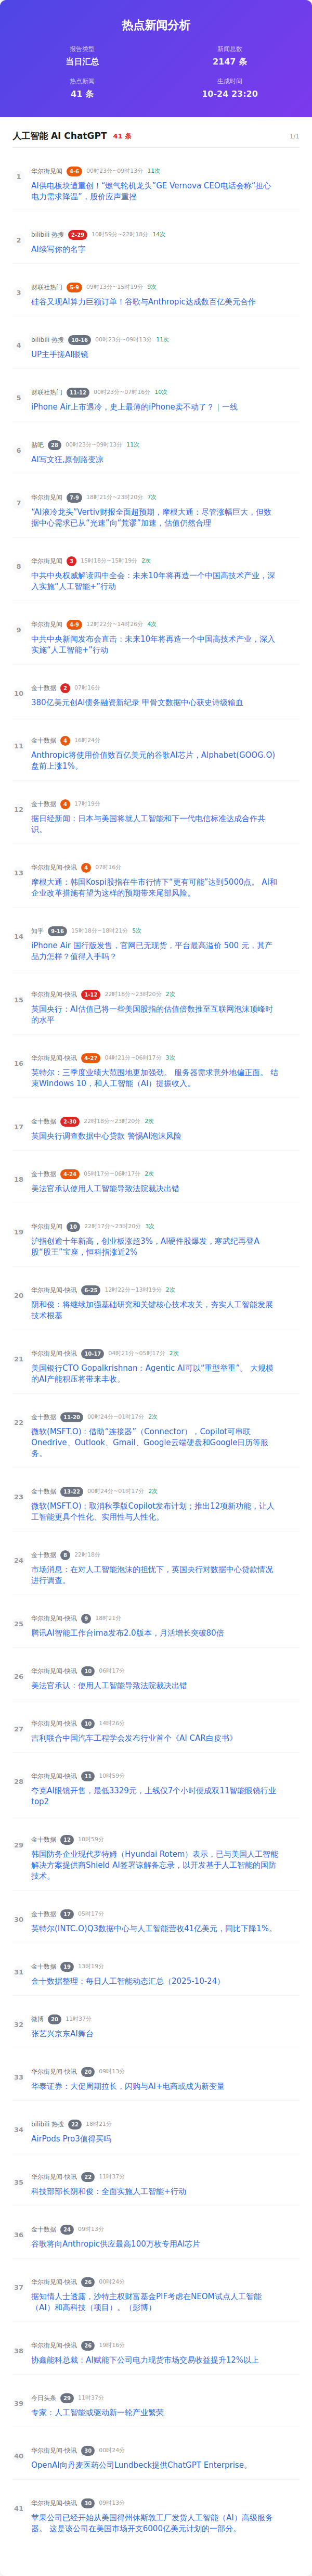 热点新闻分析
报告类型
新闻总数
当日汇总
2147 条
热点新闻
生成时间
41 条
10-24 23:20
人工智能 AI ChatGPT 41 条 1/1
1
华尔街见闻 4-6 00时23分~09时13分 11次
AI供电板块遭重创！“燃气轮机龙头”GE Vernova CEO电话会称“担心
电力需求降温”，股价应声重挫
2
bilibili 热搜 2-29 10时59分~22时18分 14次
AI续写你的名字
3
财联社热门 5-9 09时13分~15时19分 9次
硅谷又现AI算力巨额订单！谷歌与Anthropic达成数百亿美元合作
4
bilibili 热搜 10-16 00时23分~09时13分 11次
UP主手搓AI眼镜
5
财联社热门 11-12 00时23分~07时16分 10次
iPhone Air上市遇冷，史上最薄的iPhone卖不动了？｜一线
6
贴吧 28 00时23分~09时13分 11次
AI写文狂,原创路变凉
7
华尔街见闻 7-9 18时21分~23时20分 7次
“AI液冷龙头”Vertiv财报全面超预期，摩根大通：尽管涨幅巨大，但数
据中心需求已从“光速”向“荒谬”加速，估值仍然合理
8
华尔街见闻 3 15时18分~15时19分 2次
中共中央权威解读四中全会：未来10年将再造一个中国高技术产业，深
入实施“人工智能+”行动
9
华尔街见闻 4-9 12时22分~14时26分 4次
中共中央新闻发布会直击：未来10年将再造一个中国高技术产业，深入
实施“人工智能+”行动
10
金十数据 2 07时16分
380亿美元创AI债务融资新纪录 甲骨文数据中心获史诗级输血
11
金十数据 4 16时24分
Anthropic将使用价值数百亿美元的谷歌AI芯片，Alphabet(GOOG.O)
盘前上涨1%。
12
金十数据 4 17时19分
据日经新闻：日本与美国将就人工智能和下一代电信标准达成合作共
识。
13
华尔街见闻-快讯 4 07时16分
摩根大通：韩国Kospi股指在牛市行情下“更有可能”达到5000点。 AI和
企业改革措施有望为这样的预期带来尾部风险。
14
知乎 9-16 15时18分~18时21分 5次
iPhone Air 国行版发售，官网已无现货，平台最高溢价 500 元，其产
品力怎样？值得入手吗？
15
华尔街见闻-快讯 1-12 22时18分~23时20分 2次
英国央行：AI估值已将一些美国股指的估值倍数推至互联网泡沫顶峰时
的水平
16
华尔街见闻-快讯 4-27 04时21分~06时17分 3次
英特尔：三季度业绩大范围地更加强劲。 服务器需求意外地偏正面。 结
束Windows 10，和人工智能（AI）提振收入。
17
金十数据 2-30 22时18分~23时20分 2次
英国央行调查数据中心贷款 警惕AI泡沫风险
18
金十数据 4-24 05时17分~06时17分 2次
美法官承认使用人工智能导致法院裁决出错
19
华尔街见闻 10 22时17分~23时20分 3次
沪指创逾十年新高，创业板涨超3%，AI硬件股爆发，寒武纪再登A
股“股王”宝座，恒科指涨近2%
20
华尔街见闻-快讯 6-25 12时22分~13时19分 2次
阴和俊：将继续加强基础研究和关键核心技术攻关，夯实人工智能发展
技术根基
21
华尔街见闻-快讯 10-17 04时21分~05时17分 2次
美国银行CTO Gopalkrishnan：Agentic AI可以“重型举重”。 大规模
的AI产能积压将带来丰收。
22
金十数据 11-20 00时24分~01时17分 2次
微软(MSFT.O)：借助“连接器”（Connector），Copilot可串联
Onedrive、Outlook、Gmail、Google云端硬盘和Google日历等服
务。
23
金十数据 13-22 00时24分~01时17分 2次
微软(MSFT.O)：取消秋季版Copilot发布计划；推出12项新功能，让人
工智能更具个性化、实用性与人性化。
24
金十数据 8 22时18分
市场消息：在对人工智能泡沫的担忧下，英国央行对数据中心贷款情况
进行调查。
25
华尔街见闻-快讯 9 18时21分
腾讯AI智能工作台ima发布2.0版本，月活增长突破80倍
26
华尔街见闻-快讯 10 06时17分
美法官承认：使用人工智能导致法院裁决出错
27
华尔街见闻-快讯 10 14时26分
吉利联合中国汽车工程学会发布行业首个《AI CAR白皮书》
28
华尔街见闻-快讯 11 10时59分
夸克AI眼镜开售，最低3329元，上线仅7个小时便成双11智能眼镜行业
top2
29
金十数据 12 10时59分
韩国防务企业现代罗特姆（Hyundai Rotem）表示，已与美国人工智能
解决方案提供商Shield AI签署谅解备忘录，以开发基于人工智能的国防
技术。
30
金十数据 17 05时17分
英特尔(INTC.O)Q3数据中心与人工智能营收41亿美元，同比下降1%。
31
金十数据 19 13时19分
金十数据整理：每日人工智能动态汇总（2025-10-24）
32
微博 20 11时37分
张艺兴京东AI舞台
33
华尔街见闻-快讯 20 09时13分
华泰证券：大促周期拉长，闪购与AI+电商或成为新变量
34
bilibili 热搜 22 18时21分
AirPods Pro3值得买吗
35
华尔街见闻-快讯 22 11时37分
科技部部长阴和俊：全面实施人工智能+行动
36
金十数据 24 09时13分
谷歌将向Anthropic供应最高100万枚专用AI芯片
37
华尔街见闻-快讯 26 00时24分
据知情人士透露，沙特主权财富基金PIF考虑在NEOM试点人工智能
（AI）和高科技（项目）。（彭博）
38
华尔街见闻-快讯 26 19时16分
协鑫能科总裁：AI赋能下公司电力现货市场交易收益提升12%以上
39
今日头条 29 11时37分
专家：人工智能或驱动新一轮产业繁荣
40
华尔街见闻-快讯 30 00时24分
OpenAI向丹麦医药公司Lundbeck提供ChatGPT Enterprise。
41
华尔街见闻-快讯 30 09时13分
苹果公司已经开始从美国得州休斯敦工厂发货人工智能（AI）高级服务
器。 这是该公司在美国市场开支6000亿美元计划的一部分。